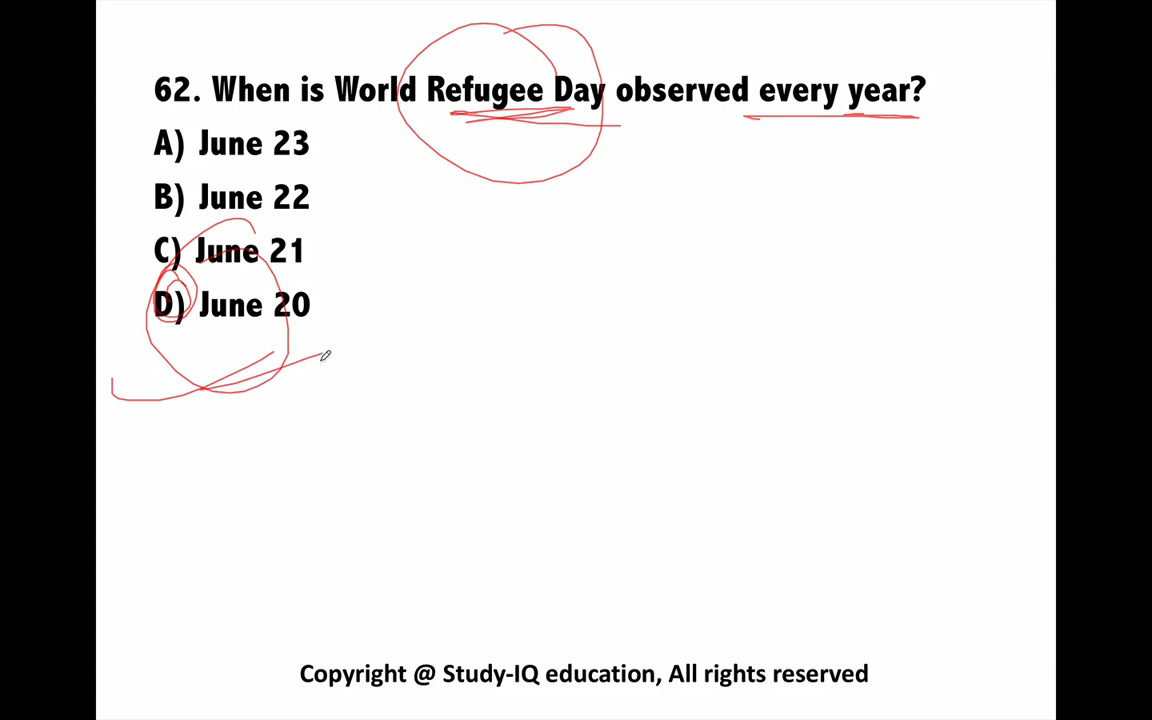 62. When is World Refugee Day observed every year?
A) June 23
B) June 22
C) June 21
D) June 20
Copyright @ Study-IQ education, All rights reserved